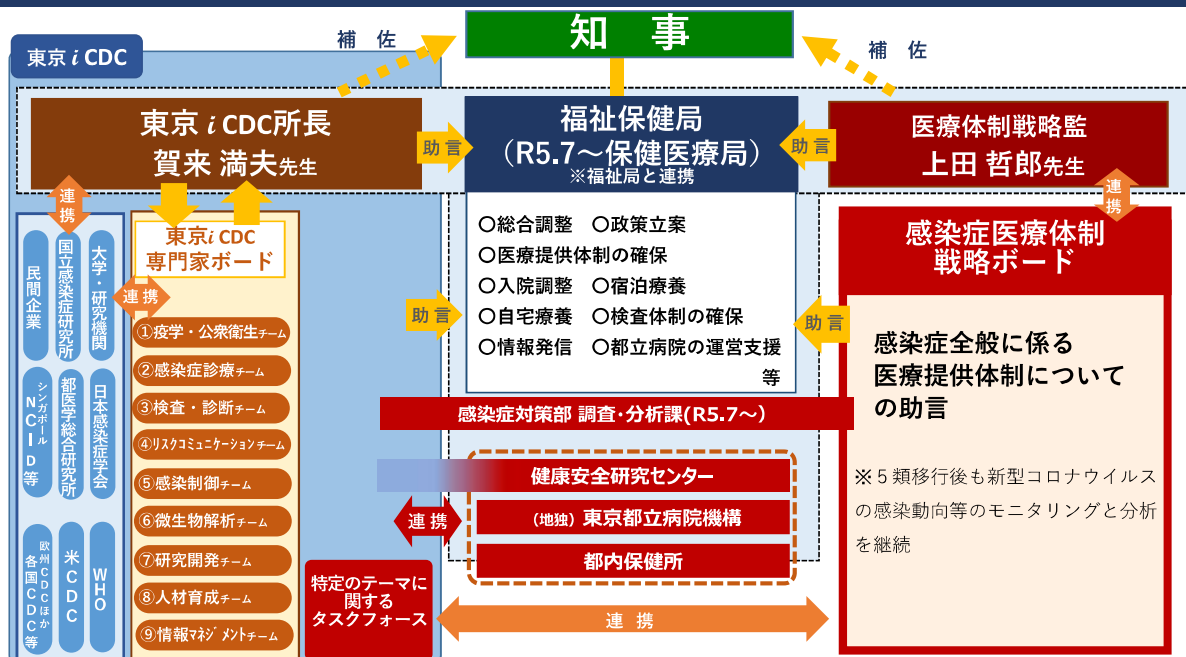 知 事
補 佐
補 佐
東京 i CDC
東京 i CDC所長
賀来 満夫先生
助 言
福祉保健局
(R5.7～保健医療局)
※福祉局と連携
助 言
医療体制戦略監
上田 哲郎先生
連携
連携
民間企業
国立感染症研究所
大学・研究機関
シンガポール
NCID等
都医学総合研究所
日本感染症学会
欧州CDCほか
各国CDC等
米CDC
WHO
連 携
東京 i CDC
専門家ボード
①疫学・公衆衛生チーム
②感染症診療チーム
③検査・診断チーム
④リスクコミュニケーションチーム
⑤感染制御チーム
⑥微生物解析チーム
⑦研究開発チーム
⑧人材育成チーム
⑨情報マネジメントチーム
特定のテーマに
関する
タスクフォース
〇総合調整 〇政策立案
〇医療提供体制の確保
〇入院調整 〇宿泊療養
〇自宅療養 〇検査体制の確保
〇情報発信 〇都立病院の運営支援
等
助 言
助 言
感染症対策部 調査・分析課(R5.7～)
健康安全研究センター
(地独) 東京都立病院機構
都内保健所
連 携
連 携
感染症医療体制
戦略ボード
感染症全般に係る
医療提供体制について
の助言
※５類移行後も新型コロナウイルス
の感染動向等のモニタリングと分析
を継続